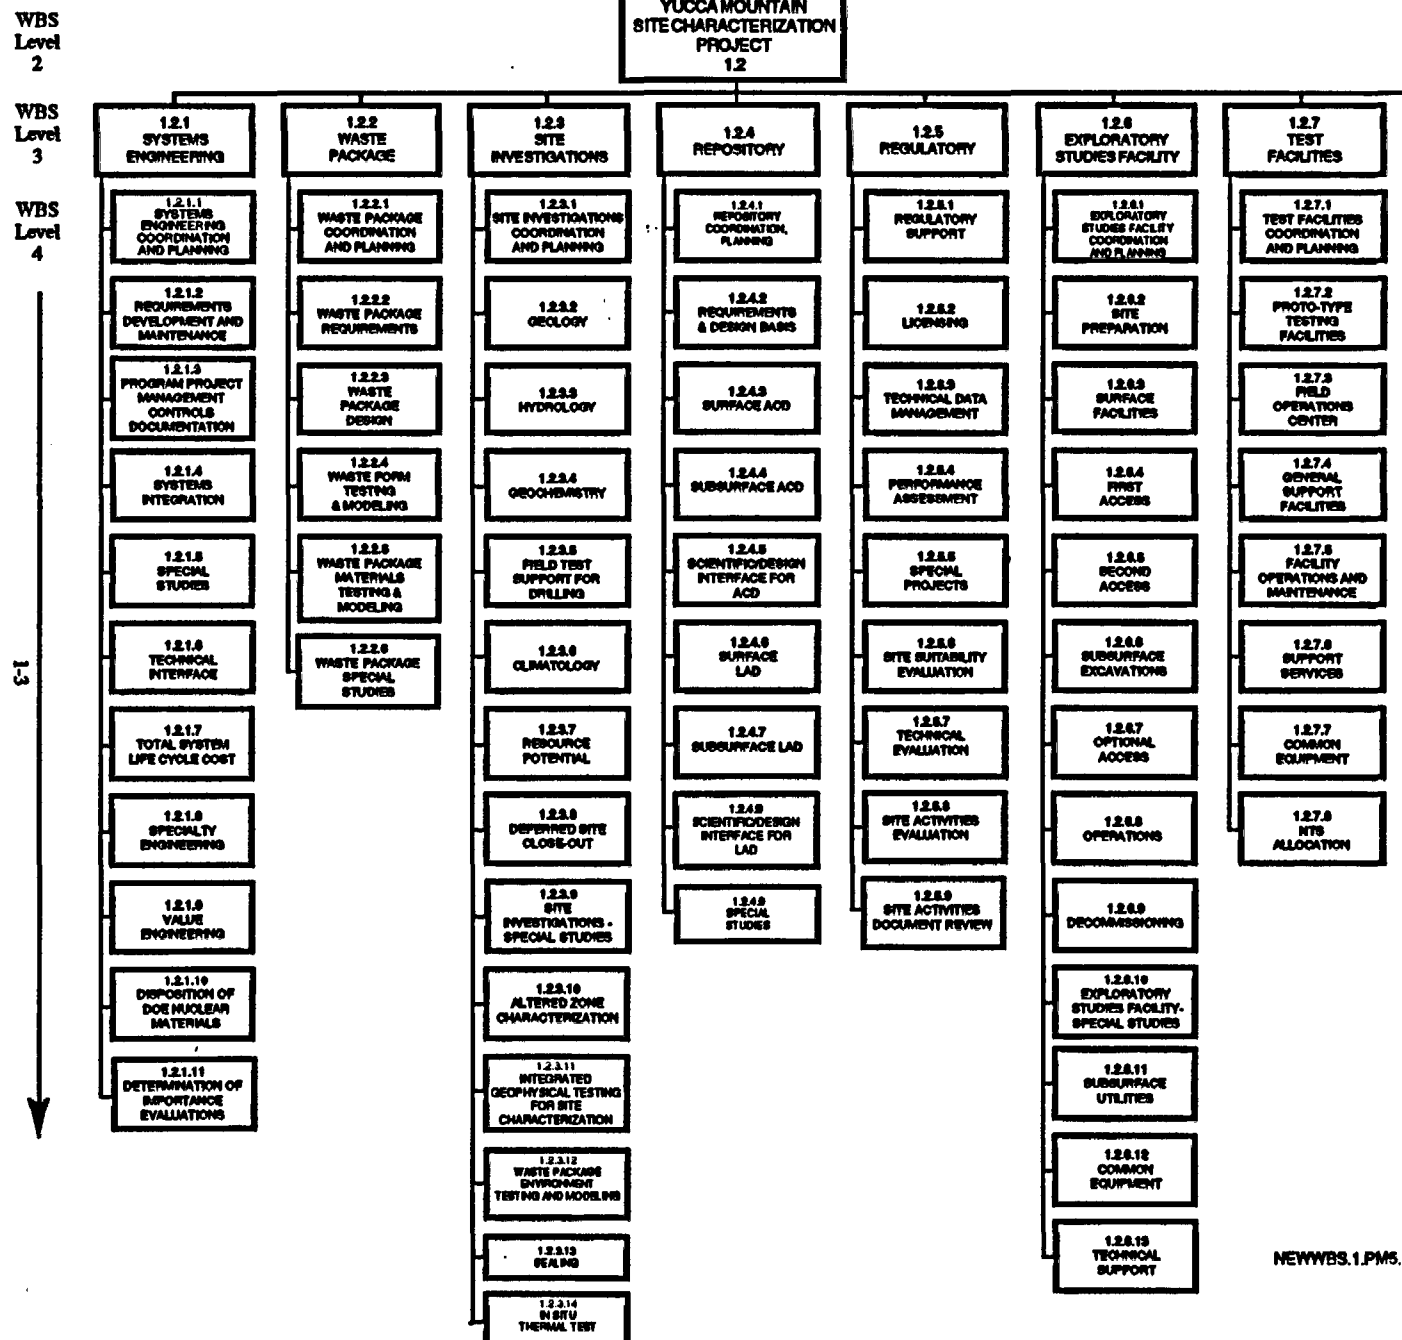 WBS
Level
2
YUCCA MOUNTAIN
SITE CHARACTERIZATION
PROJECT
1.2
WBS
Level
3
1.2.1
SYSTEMS
ENGINEERING
1.2.2
WASTE
PACKAGE
1.2.3
SITE
INVESTIGATIONS
1.2.4
REPOSITORY
1.2.5
REGULATORY
1.2.6
EXPLORATORY
STUDIES FACILITY
1.2.7
TEST
FACILITIES
WBS
Level
4
1.2.1.1
SYSTEMS
ENGINEERING
COORDINATION
AND PLANNING
1.2.1.2
REQUIREMENTS
DEVELOPMENT AND
MAINTENANCE
1.2.1.3
PROGRAM PROJECT
MANAGEMENT
CONTROLS
DOCUMENTATION
1.2.1.4
SYSTEMS
INTEGRATION
1.2.1.5
SPECIAL
STUDIES
1.2.1.6
TECHNICAL
INTERFACE
1.2.1.7
TOTAL SYSTEM
LIFE CYCLE COST
1.2.1.8
SPECIALTY
ENGINEERING
1.2.1.9
VALUE
ENGINEERING
1.2.1.10
DISPOSITION OF
DOE NUCLEAR
MATERIALS
1.2.1.11
DETERMINATION OF
IMPORTANCE
EVALUATIONS
1.2.2.1
WASTE PACKAGE
COORDINATION
AND PLANNING
1.2.2.2
WASTE PACKAGE
REQUIREMENTS
1.2.2.3
WASTE
PACKAGE
DESIGN
1.2.2.4
WASTE FORM
TESTING
& MODELING
1.2.2.5
WASTE PACKAGE
MATERIALS
TESTING &
MODELING
1.2.2.6
WASTE PACKAGE
SPECIAL
STUDIES
1.2.3.1
SITE INVESTIGATIONS
COORDINATION
AND PLANNING
1.2.3.2
GEOLOGY
1.2.3.3
HYDROLOGY
1.2.3.4
GEOCHEMISTRY
1.2.3.5
FIELD TEST
SUPPORT FOR
DRILLING
1.2.3.6
CLIMATOLOGY
1.2.3.7
RESOURCE
POTENTIAL
1.2.3.8
DEFERRED SITE
CLOSE-OUT
1.2.3.9
SITE
INVESTIGATIONS -
SPECIAL STUDIES
1.2.3.10
ALTERED ZONE
CHARACTERIZATION
1.2.3.11
INTEGRATED
GEOPHYSICAL TESTING
FOR SITE
CHARACTERIZATION
1.2.3.12
WASTE PACKAGE
ENVIRONMENT
TESTING AND MODELING
1.2.3.13
SEALING
1.2.3.14
IN SITU
THERMAL TEST
1.2.4.1
REPOSITORY
COORDINATION,
PLANNING
1.2.4.2
REQUIREMENTS
& DESIGN BASIS
1.2.4.3
SURFACE ACD
1.2.4.4
SUBSURFACE ACD
1.2.4.5
SCIENTIFIC/DESIGN
INTERFACE FOR
ACD
1.2.4.6
SURFACE
LAD
1.2.4.7
SUBSURFACE LAD
1.2.4.8
SCIENTIFIC/DESIGN
INTERFACE FOR
LAD
1.2.4.9
SPECIAL
STUDIES
1.2.5.1
REGULATORY
SUPPORT
1.2.5.2
LICENSING
1.2.5.3
TECHNICAL DATA
MANAGEMENT
1.2.5.4
PERFORMANCE
ASSESSMENT
1.2.5.5
SPECIAL
PROJECTS
1.2.5.6
SITE SUITABILITY
EVALUATION
1.2.5.7
TECHNICAL
EVALUATION
1.2.5.8
SITE ACTIVITIES
EVALUATION
1.2.5.9
SITE ACTIVITIES
DOCUMENT REVIEW
1.2.6.1
EXPLORATORY
STUDIES FACILITY
COORDINATION
AND PLANNING
1.2.6.2
SITE
PREPARATION
1.2.6.3
SURFACE
FACILITIES
1.2.6.4
FIRST
ACCESS
1.2.6.5
SECOND
ACCESS
1.2.6.6
SUBSURFACE
EXCAVATIONS
1.2.6.7
OPTIONAL
ACCESS
1.2.6.8
OPERATIONS
1.2.6.9
DECOMMISSIONING
1.2.6.10
EXPLORATORY
STUDIES FACILITY-
SPECIAL STUDIES
1.2.6.11
SUBSURFACE
UTILITIES
1.2.6.12
COMMON
EQUIPMENT
1.2.6.13
TECHNICAL
SUPPORT
1.2.7.1
TEST FACILITIES
COORDINATION
AND PLANNING
1.2.7.2
PROTO-TYPE
TESTING
FACILITIES
1.2.7.3
FIELD
OPERATIONS
CENTER
1.2.7.4
GENERAL
SUPPORT
FACILITIES
1.2.7.5
FACILITY
OPERATIONS AND
MAINTENANCE
1.2.7.6
SUPPORT
SERVICES
1.2.7.7
COMMON
EQUIPMENT
1.2.7.8
NTS
ALLOCATION
1-3
NEWWBS.1.PM5.